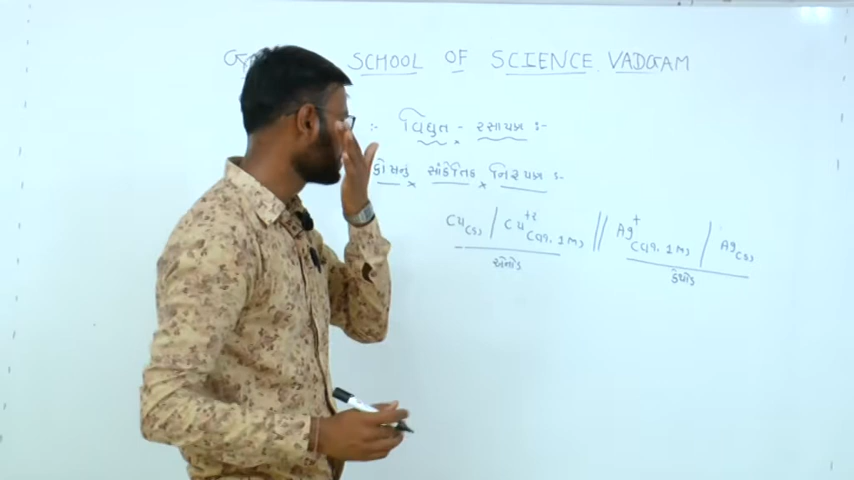 SCHOOL OF SCIENCE VADGAM
:- વિદ્યુત - રસાયણ :-
કોષનું સાંકેતિક નિરૂપણ :-
Cu(s) / Cu+2 (aq. 1M) // Ag+ (aq. 1M) / Ag(s)
એનોડ કેથોડ